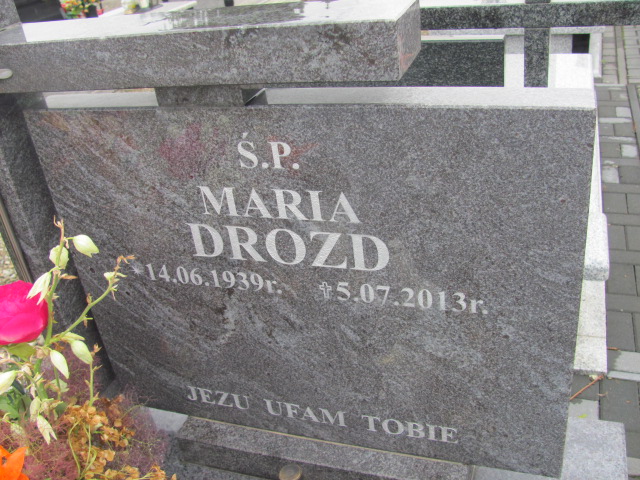 Ś.P.
MARIA
DROZD
*14.06.1939r. ✝5.07.2013r.
JEZU UFAM TOBIE